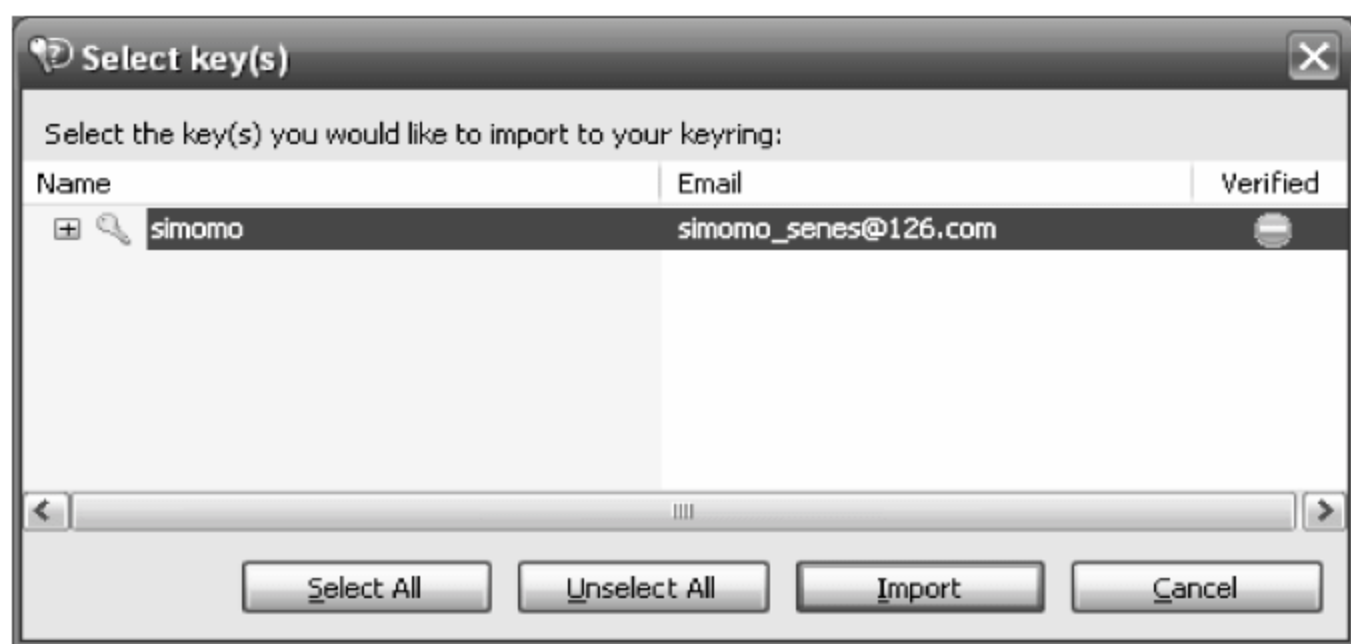 Select key(s)
Select the key(s) you would like to import to your keyring:
Name Email Verified
simomo simomo_senes@126.com
Select All Unselect All Import Cancel